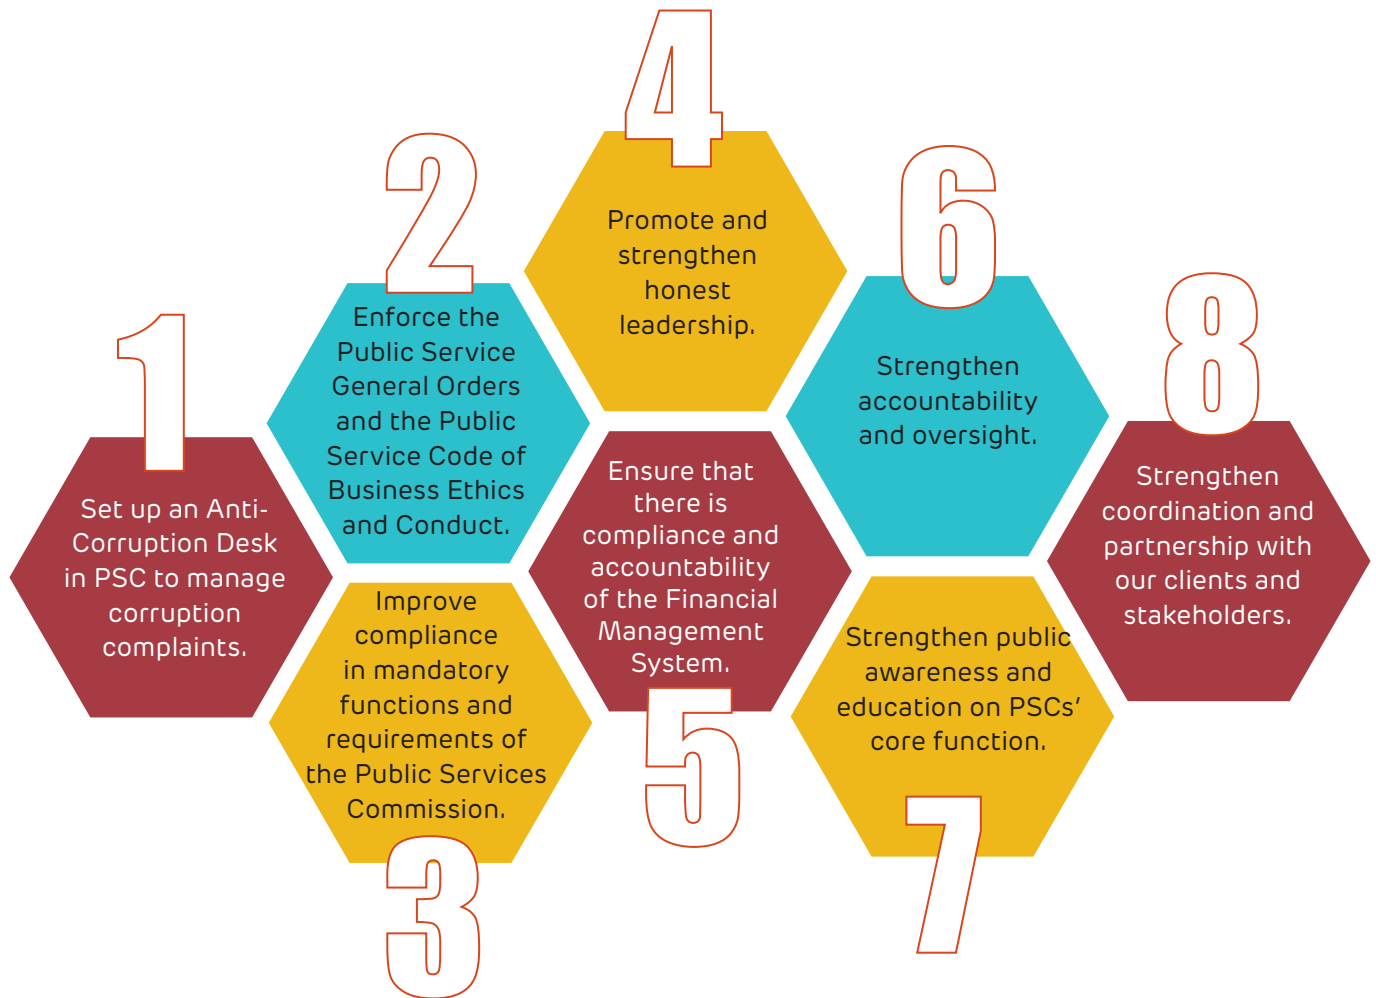 1
Set up an Anti-
Corruption Desk
in PSC to manage
corruption
complaints.
2
Enforce the
Public Service
General Orders
and the Public
Service Code of
Business Ethics
and Conduct.
3
Improve
compliance
in mandatory
functions and
requirements of
the Public Services
Commission.
4
Promote and
strengthen
honest
leadership.
5
Ensure that
there is
compliance and
accountability
of the Financial
Management
System.
6
Strengthen
accountability
and oversight.
7
Strengthen public
awareness and
education on PSCs’
core function.
8
Strengthen
coordination and
partnership with
our clients and
stakeholders.